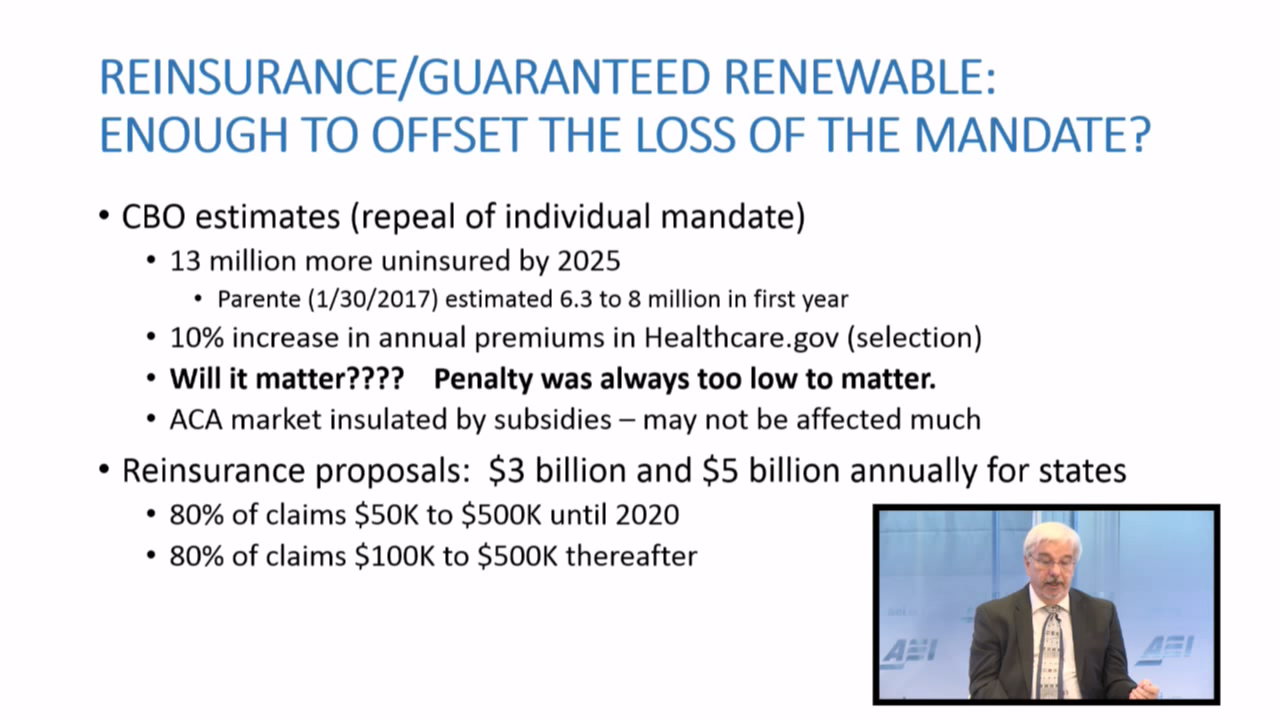 REINSURANCE/GUARANTEED RENEWABLE:
ENOUGH TO OFFSET THE LOSS OF THE MANDATE?
• CBO estimates (repeal of individual mandate)
• 13 million more uninsured by 2025
• Parente (1/30/2017) estimated 6.3 to 8 million in first year
• 10% increase in annual premiums in Healthcare.gov (selection)
• Will it matter???? Penalty was always too low to matter.
• ACA market insulated by subsidies – may not be affected much
• Reinsurance proposals: $3 billion and $5 billion annually for states
• 80% of claims $50K to $500K until 2020
• 80% of claims $100K to $500K thereafter
AEI
AEI